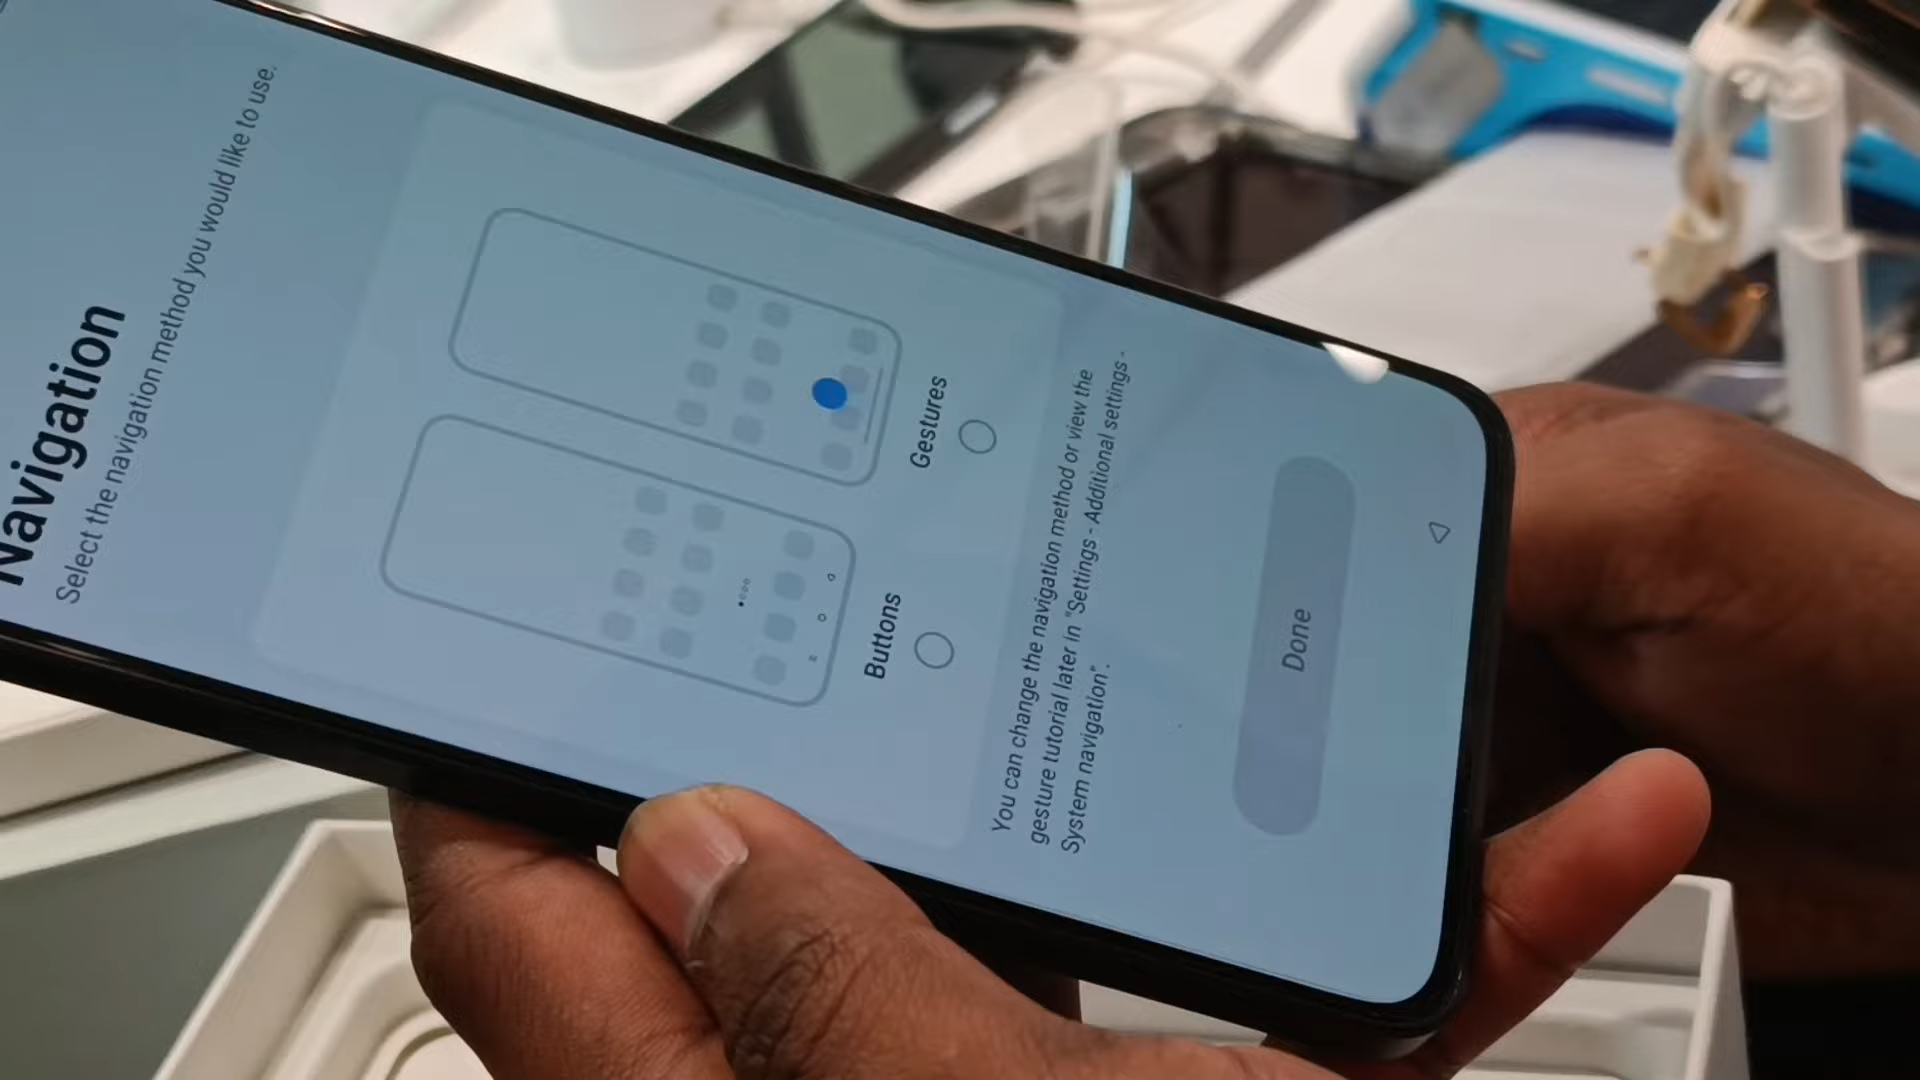 Navigation
Select the navigation method you would like to use.
Buttons
Gestures
You can change the navigation method or view the
gesture tutorial later in "Settings - Additional settings -
System navigation".
Done